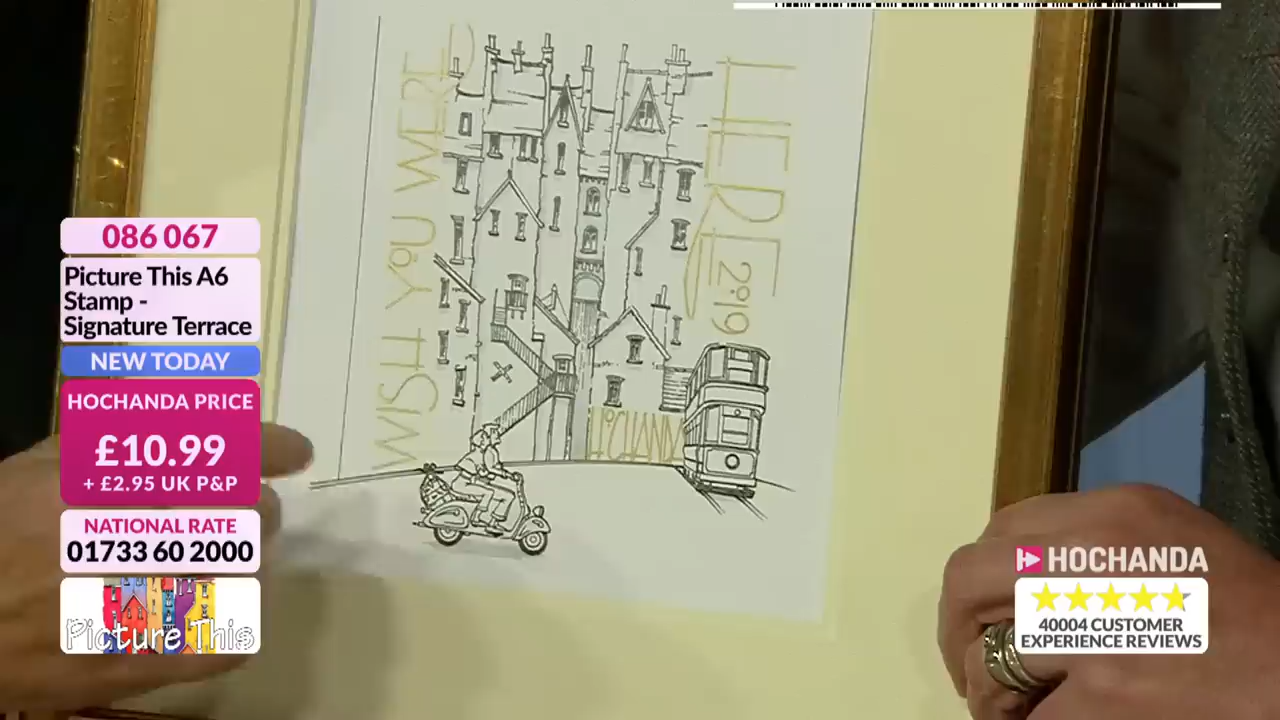 086 067
Picture This A6
Stamp -
Signature Terrace
NEW TODAY
HOCHANDA PRICE
£10.99
+ £2.95 UK P&P
NATIONAL RATE
01733 60 2000
Picture This
WISH YOU WERE
HERE
2019
HOCHANDA
HOCHANDA
40004 CUSTOMER
EXPERIENCE REVIEWS